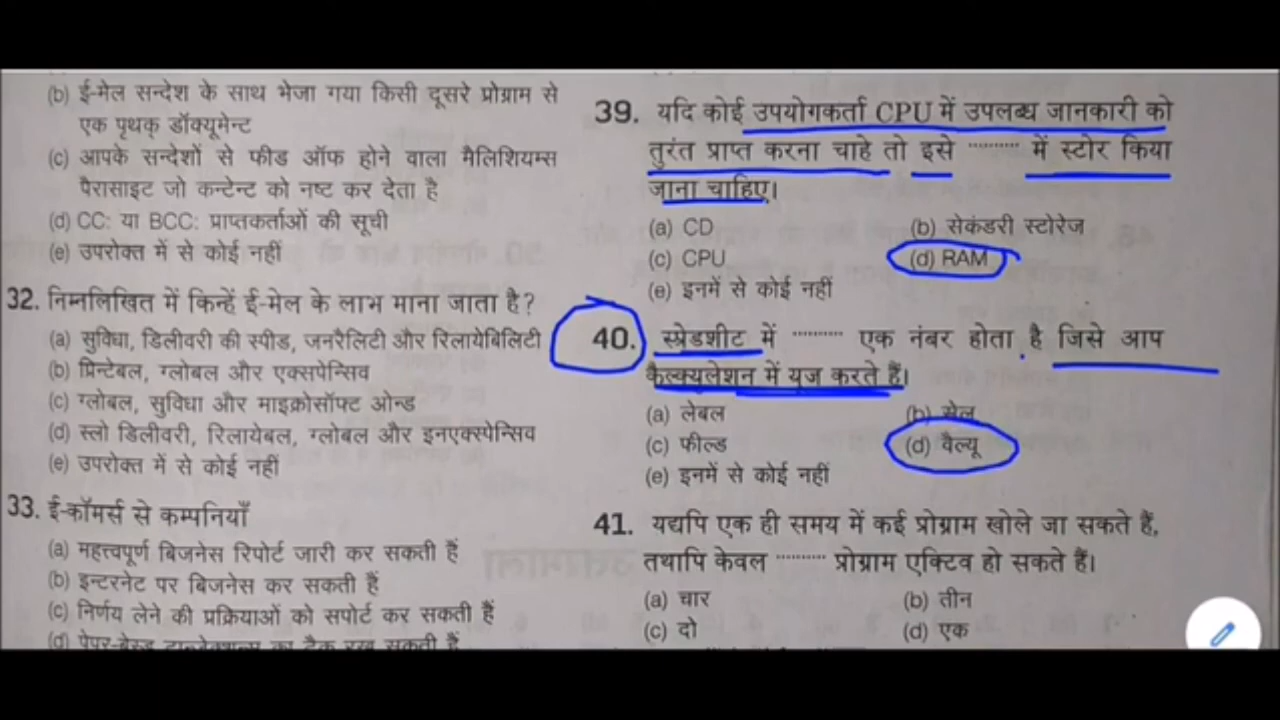 (b) ई-मेल सन्देश के साथ भेजा गया किसी दूसरे प्रोग्राम से
एक पृथक् डॉक्यूमेन्ट
(c) आपके सन्देशों से फीड ऑफ होने वाला मैलिशियम्स
पैरासाइट जो कन्टेन्ट को नष्ट कर देता है
(d) CC: या BCC: प्राप्तकर्ताओं की सूची
(e) उपरोक्त में से कोई नहीं
32. निम्नलिखित में किन्हें ई-मेल के लाभ माना जाता है?
(a) सुविधा, डिलीवरी की स्पीड, जनरैलिटी और रिलायेबिलिटी
(b) प्रिन्टेबल, ग्लोबल और एक्सपेन्सिव
(c) ग्लोबल, सुविधा और माइक्रोसॉफ्ट ओन्ड
(d) स्लो डिलीवरी, रिलायेबल, ग्लोबल और इनएक्स्पेन्सिव
(e) उपरोक्त में से कोई नहीं
33. ई-कॉमर्स से कम्पनियाँ
(a) महत्त्वपूर्ण बिजनेस रिपोर्ट जारी कर सकती हैं
(b) इन्टरनेट पर बिजनेस कर सकती हैं
(c) निर्णय लेने की प्रक्रियाओं को सपोर्ट कर सकती हैं
(d) पेपर-बेस्ड ट्रान्जेक्शन्स का ट्रैक रख सकती हैं
39. यदि कोई उपयोगकर्ता CPU में उपलब्ध जानकारी को
तुरंत प्राप्त करना चाहे तो इसे .......... में स्टोर किया
जाना चाहिए।
(a) CD (b) सेकंडरी स्टोरेज
(c) CPU (d) RAM
(e) इनमें से कोई नहीं
40. स्प्रेडशीट में .......... एक नंबर होता है जिसे आप
कैल्क्युलेशन में यूज करते हैं।
(a) लेबल (b) सेल
(c) फील्ड (d) वैल्यू
(e) इनमें से कोई नहीं
41. यद्यपि एक ही समय में कई प्रोग्राम खोले जा सकते हैं,
तथापि केवल .......... प्रोग्राम एक्टिव हो सकते हैं।
(a) चार (b) तीन
(c) दो (d) एक